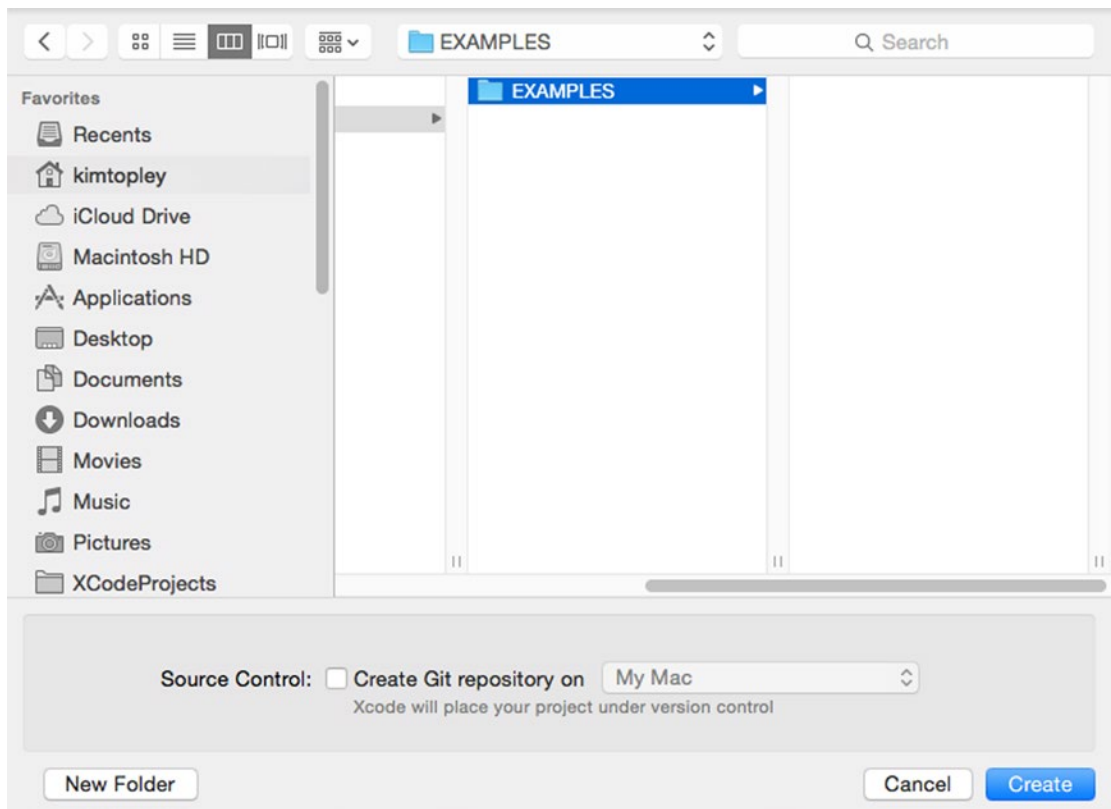 EXAMPLES
Search
Favorites
Recents
kimtopley
iCloud Drive
Macintosh HD
Applications
Desktop
Documents
Downloads
Movies
Music
Pictures
XCodeProjects
EXAMPLES
Source Control: Create Git repository on My Mac
Xcode will place your project under version control
New Folder Cancel Create